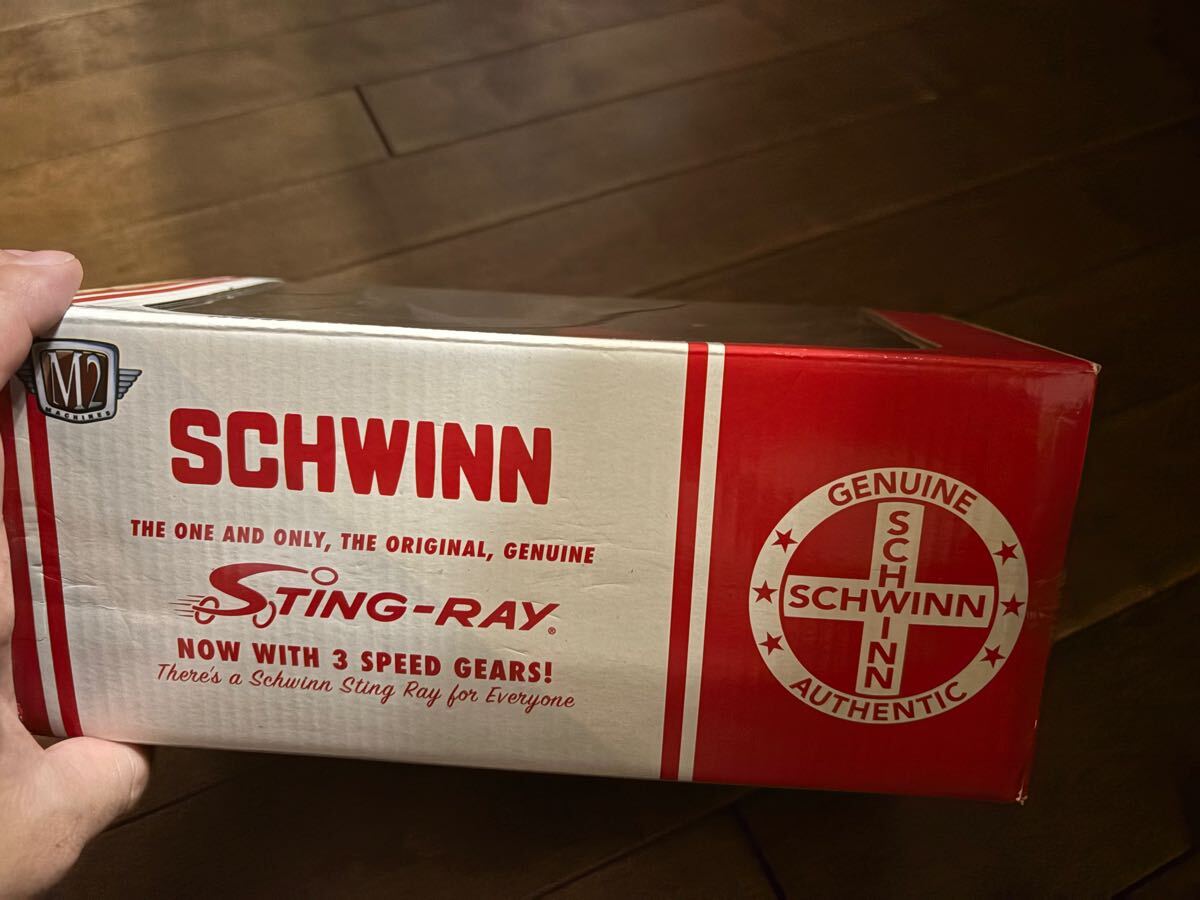 M2
MACHINES
SCHWINN
THE ONE AND ONLY, THE ORIGINAL, GENUINE
STING-RAY®
NOW WITH 3 SPEED GEARS!
There's a Schwinn Sting Ray for Everyone
GENUINE
SCHWINN
SCHWINN
AUTHENTIC